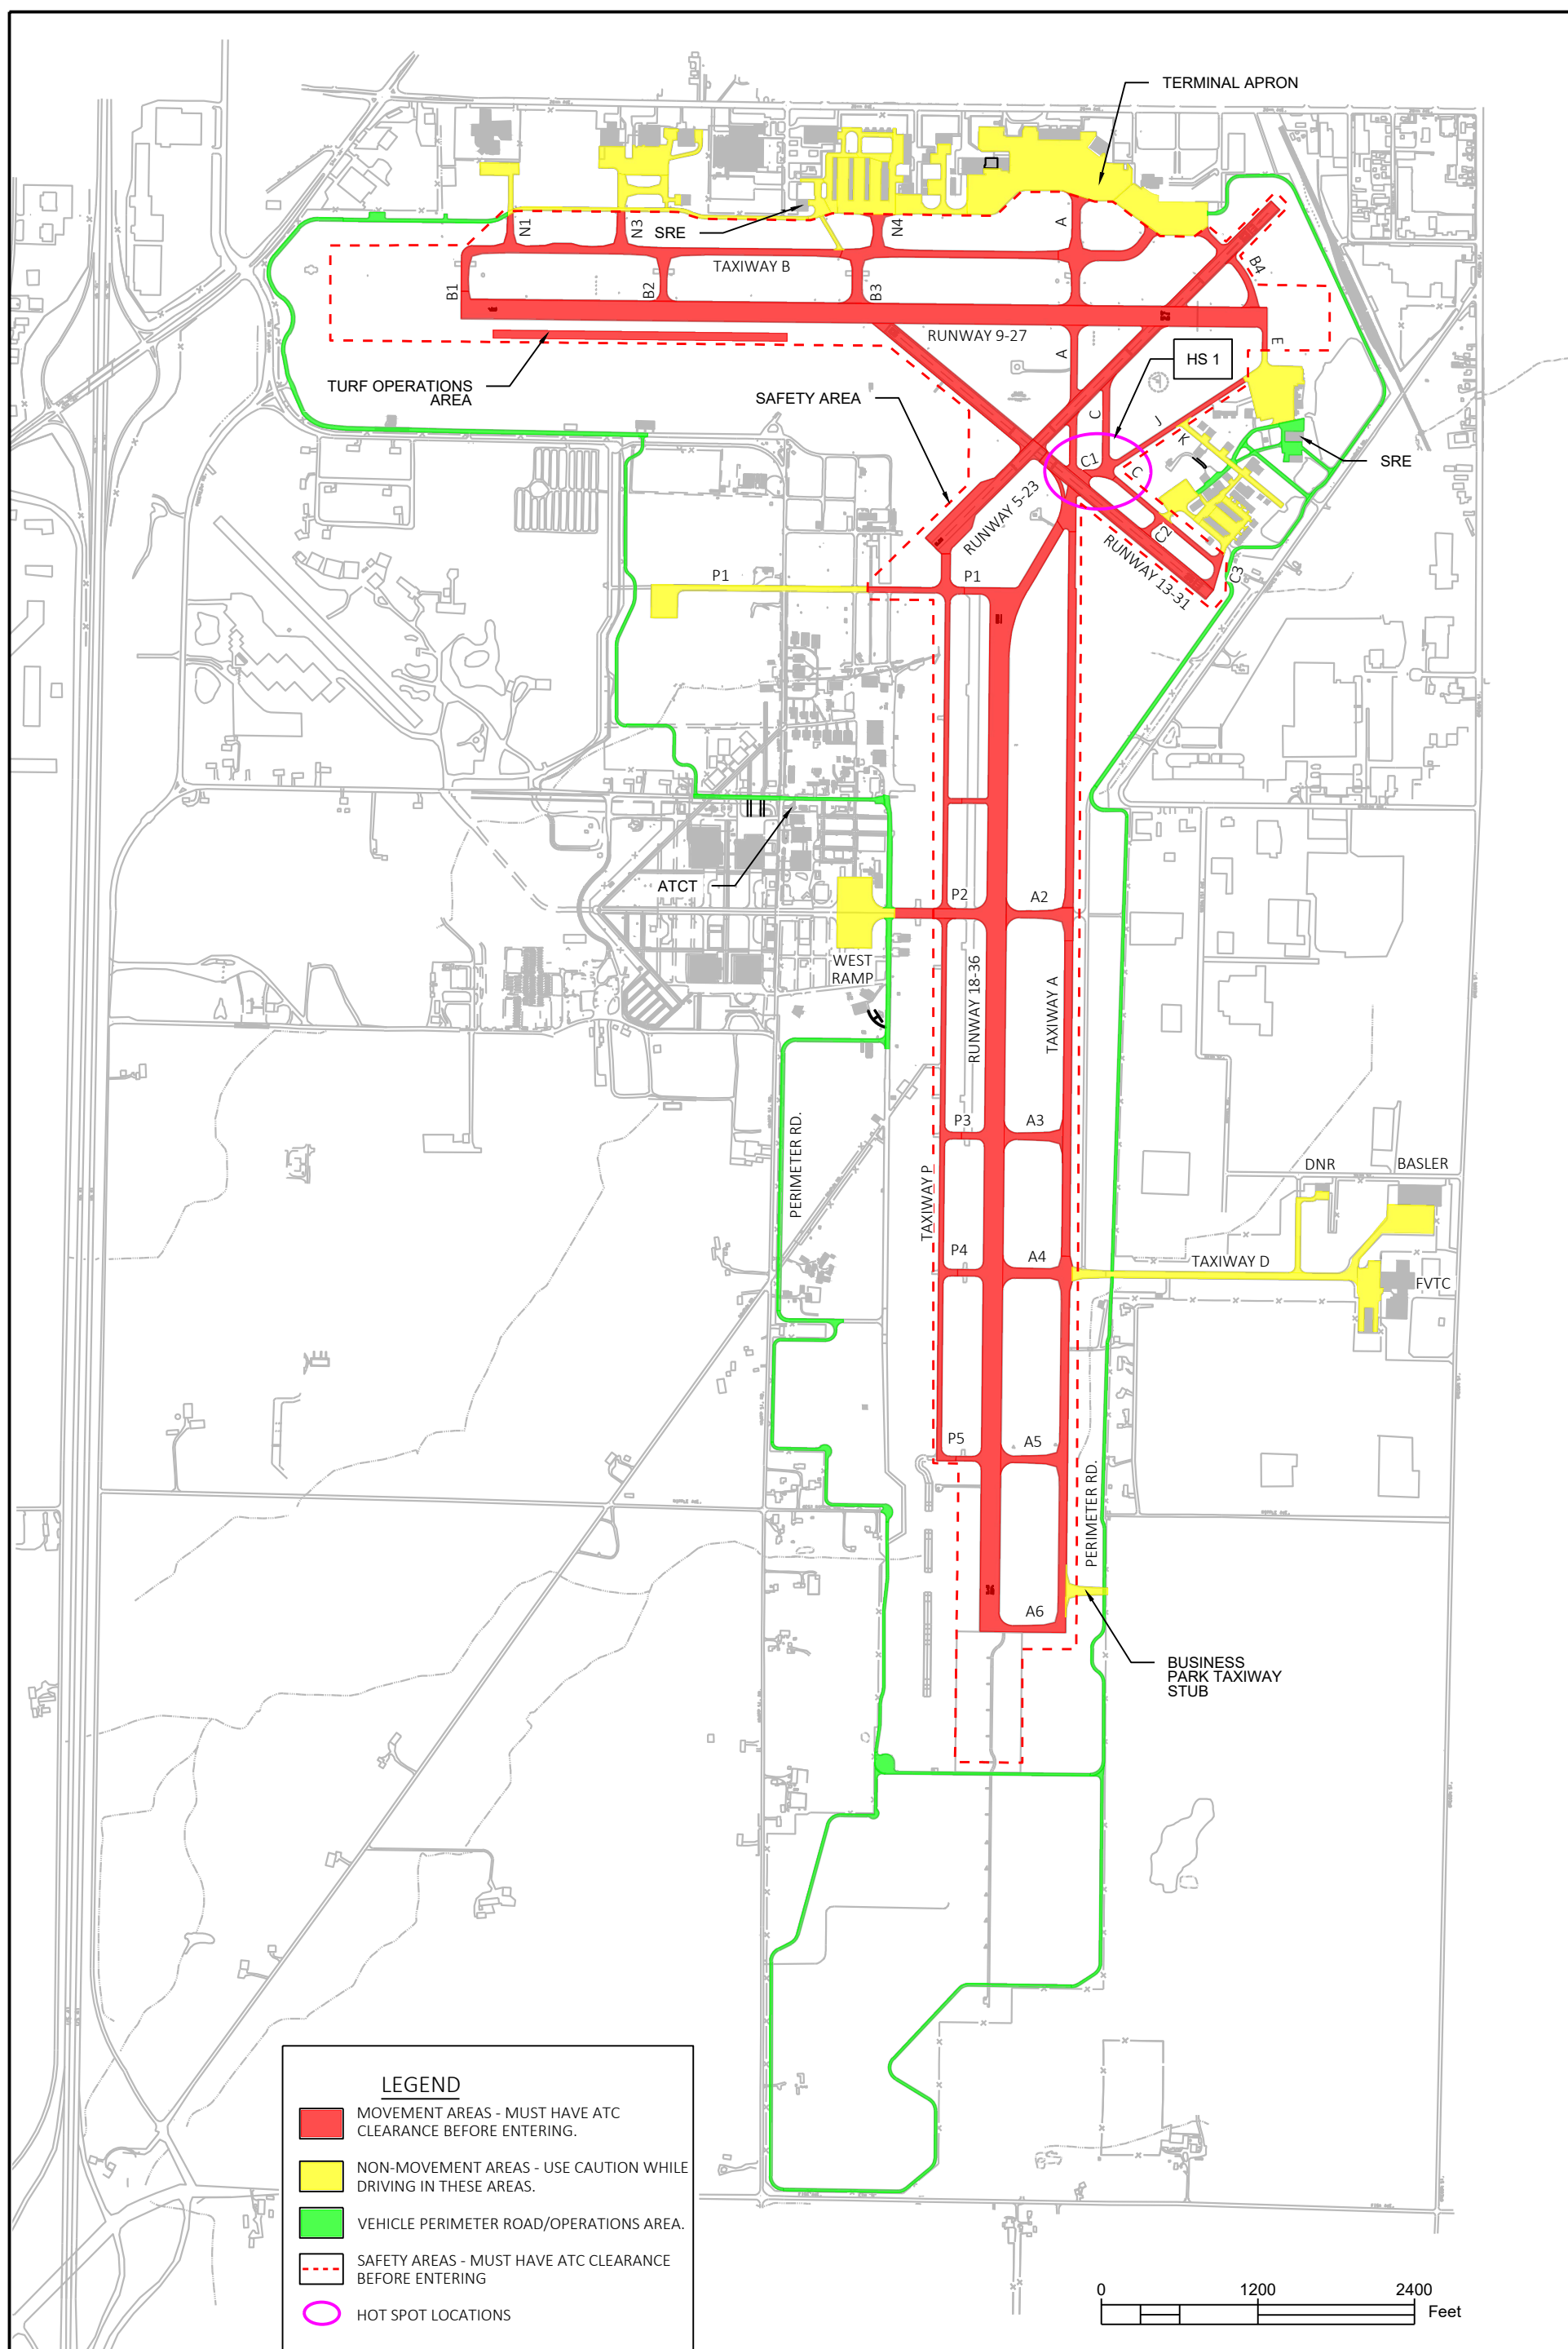 TERMINAL APRON
N1
N3
SRE
N4
A
TAXIWAY B
B4
B1
B2
B3
27
RUNWAY 9-27
A
E
HS 1
TURF OPERATIONS
AREA
SAFETY AREA
C
J
K
C1
C
SRE
RUNWAY 5-23
C2
RUNWAY 13-31
C3
P1
P1
ATCT
P2
A2
WEST
RAMP
RUNWAY 18-36
TAXIWAY A
P3
A3
PERIMETER RD.
TAXIWAY P
DNR
BASLER
P4
A4
TAXIWAY D
FVTC
P5
A5
PERIMETER RD.
36
A6
BUSINESS
PARK TAXIWAY
STUB
LEGEND
MOVEMENT AREAS - MUST HAVE ATC
CLEARANCE BEFORE ENTERING.
NON-MOVEMENT AREAS - USE CAUTION WHILE
DRIVING IN THESE AREAS.
VEHICLE PERIMETER ROAD/OPERATIONS AREA.
SAFETY AREAS - MUST HAVE ATC CLEARANCE
BEFORE ENTERING
HOT SPOT LOCATIONS
0 1200 2400
Feet